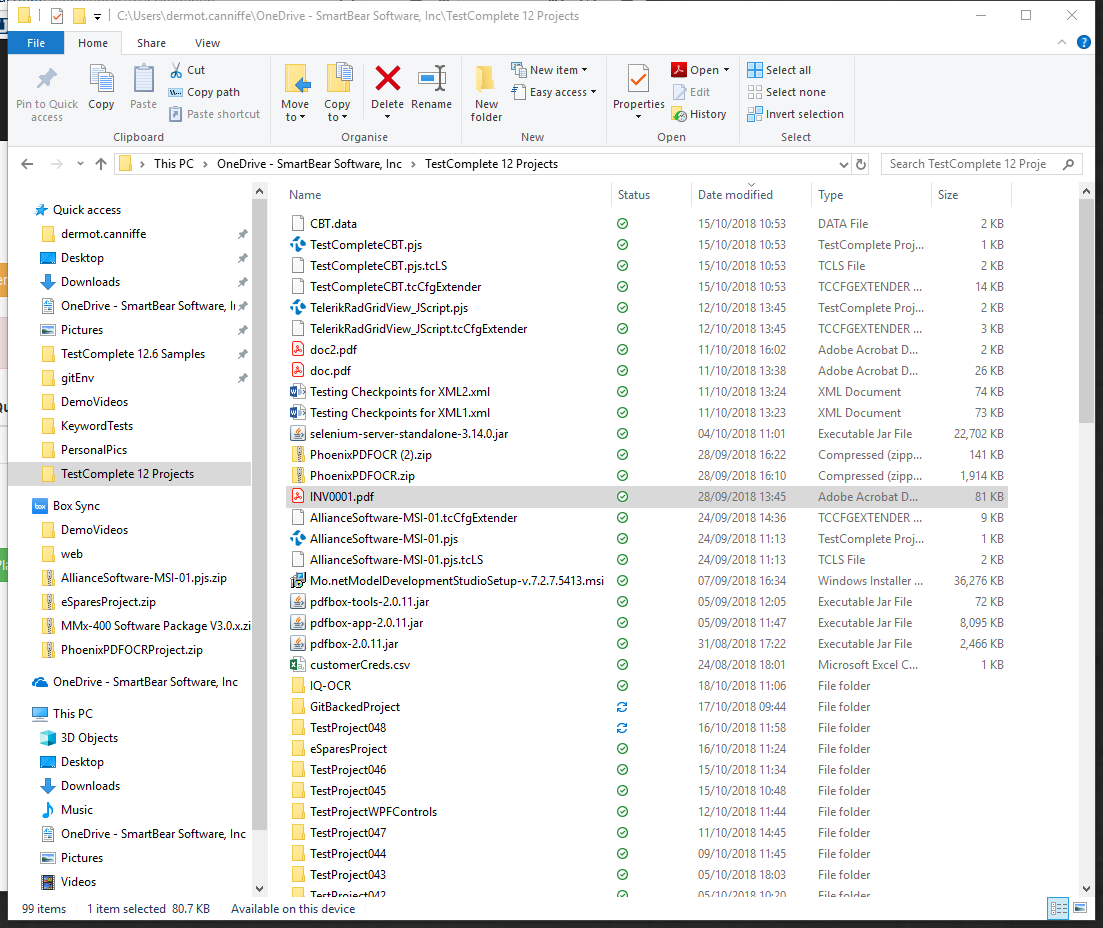 C:\Users\dermot.canniffe\OneDrive - SmartBear Software, Inc\TestComplete 12 Projects
File Home Share View
Pin to Quick access
Copy
Paste
Cut
Copy path
Paste shortcut
Clipboard
Move to
Copy to
Delete
Rename
Organise
New folder
New item
Easy access
New
Properties
Open
Edit
History
Open
Select all
Select none
Invert selection
Select
This PC > OneDrive - SmartBear Software, Inc > TestComplete 12 Projects
Search TestComplete 12 Proje
Quick access
dermot.canniffe
Desktop
Downloads
OneDrive - SmartBear Software, I
Pictures
TestComplete 12.6 Samples
gitEnv
DemoVideos
KeywordTests
PersonalPics
TestComplete 12 Projects
box Box Sync
DemoVideos
web
AllianceSoftware-MSI-01.pjs.zip
eSparesProject.zip
MMx-400 Software Package V3.0.x.zi
PhoenixPDFOCRProject.zip
OneDrive - SmartBear Software, Inc
This PC
3D Objects
Desktop
Downloads
Music
OneDrive - SmartBear Software, Inc
Pictures
Videos
Name Status Date modified Type Size
CBT.data 15/10/2018 10:53 DATA File 2 KB
TestCompleteCBT.pjs 15/10/2018 10:53 TestComplete Proj... 1 KB
TestCompleteCBT.pjs.tcLS 15/10/2018 10:53 TCLS File 2 KB
TestCompleteCBT.tcCfgExtender 15/10/2018 10:53 TCCFGEXTENDER ... 14 KB
TelerikRadGridView_JScript.pjs 12/10/2018 13:45 TestComplete Proj... 2 KB
TelerikRadGridView_JScript.tcCfgExtender 12/10/2018 13:45 TCCFGEXTENDER ... 3 KB
doc2.pdf 11/10/2018 16:02 Adobe Acrobat D... 2 KB
doc.pdf 11/10/2018 11:38 Adobe Acrobat D... 26 KB
Testing Checkpoints for XML2.xml 11/10/2018 13:24 XML Document 74 KB
Testing Checkpoints for XML1.xml 11/10/2018 13:23 XML Document 73 KB
selenium-server-standalone-3.14.0.jar 04/10/2018 11:01 Executable Jar File 22,702 KB
PhoenixPDFOCR (2).zip 28/09/2018 16:22 Compressed (zipp... 141 KB
PhoenixPDFOCR.zip 28/09/2018 16:10 Compressed (zipp... 1,914 KB
INV0001.pdf 28/09/2018 13:45 Adobe Acrobat D... 81 KB
AllianceSoftware-MSI-01.tcCfgExtender 24/09/2018 14:36 TCCFGEXTENDER ... 9 KB
AllianceSoftware-MSI-01.pjs 24/09/2018 11:13 TestComplete Proj... 1 KB
AllianceSoftware-MSI-01.pjs.tcLS 24/09/2018 11:13 TCLS File 2 KB
Mo.netModelDevelopmentStudioSetup-v.7.2.7.5413.msi 07/09/2018 16:34 Windows Installer ... 36,276 KB
pdfbox-tools-2.0.11.jar 05/09/2018 12:05 Executable Jar File 72 KB
pdfbox-app-2.0.11.jar 05/09/2018 11:47 Executable Jar File 8,095 KB
pdfbox-2.0.11.jar 31/08/2018 17:22 Executable Jar File 2,466 KB
customerCreds.csv 24/08/2018 18:01 Microsoft Excel C... 1 KB
IQ-OCR 18/10/2018 11:06 File folder
GitBackedProject 17/10/2018 09:44 File folder
TestProject048 16/10/2018 11:58 File folder
eSparesProject 16/10/2018 11:24 File folder
TestProject046 15/10/2018 11:34 File folder
TestProject045 15/10/2018 10:48 File folder
TestProjectWPFControls 12/10/2018 11:44 File folder
TestProject047 11/10/2018 14:45 File folder
TestProject044 09/10/2018 11:45 File folder
TestProject043 05/10/2018 18:03 File folder
TestProject042 05/10/2018 10:20 File folder
99 items 1 item selected 80.7 KB Available on this device